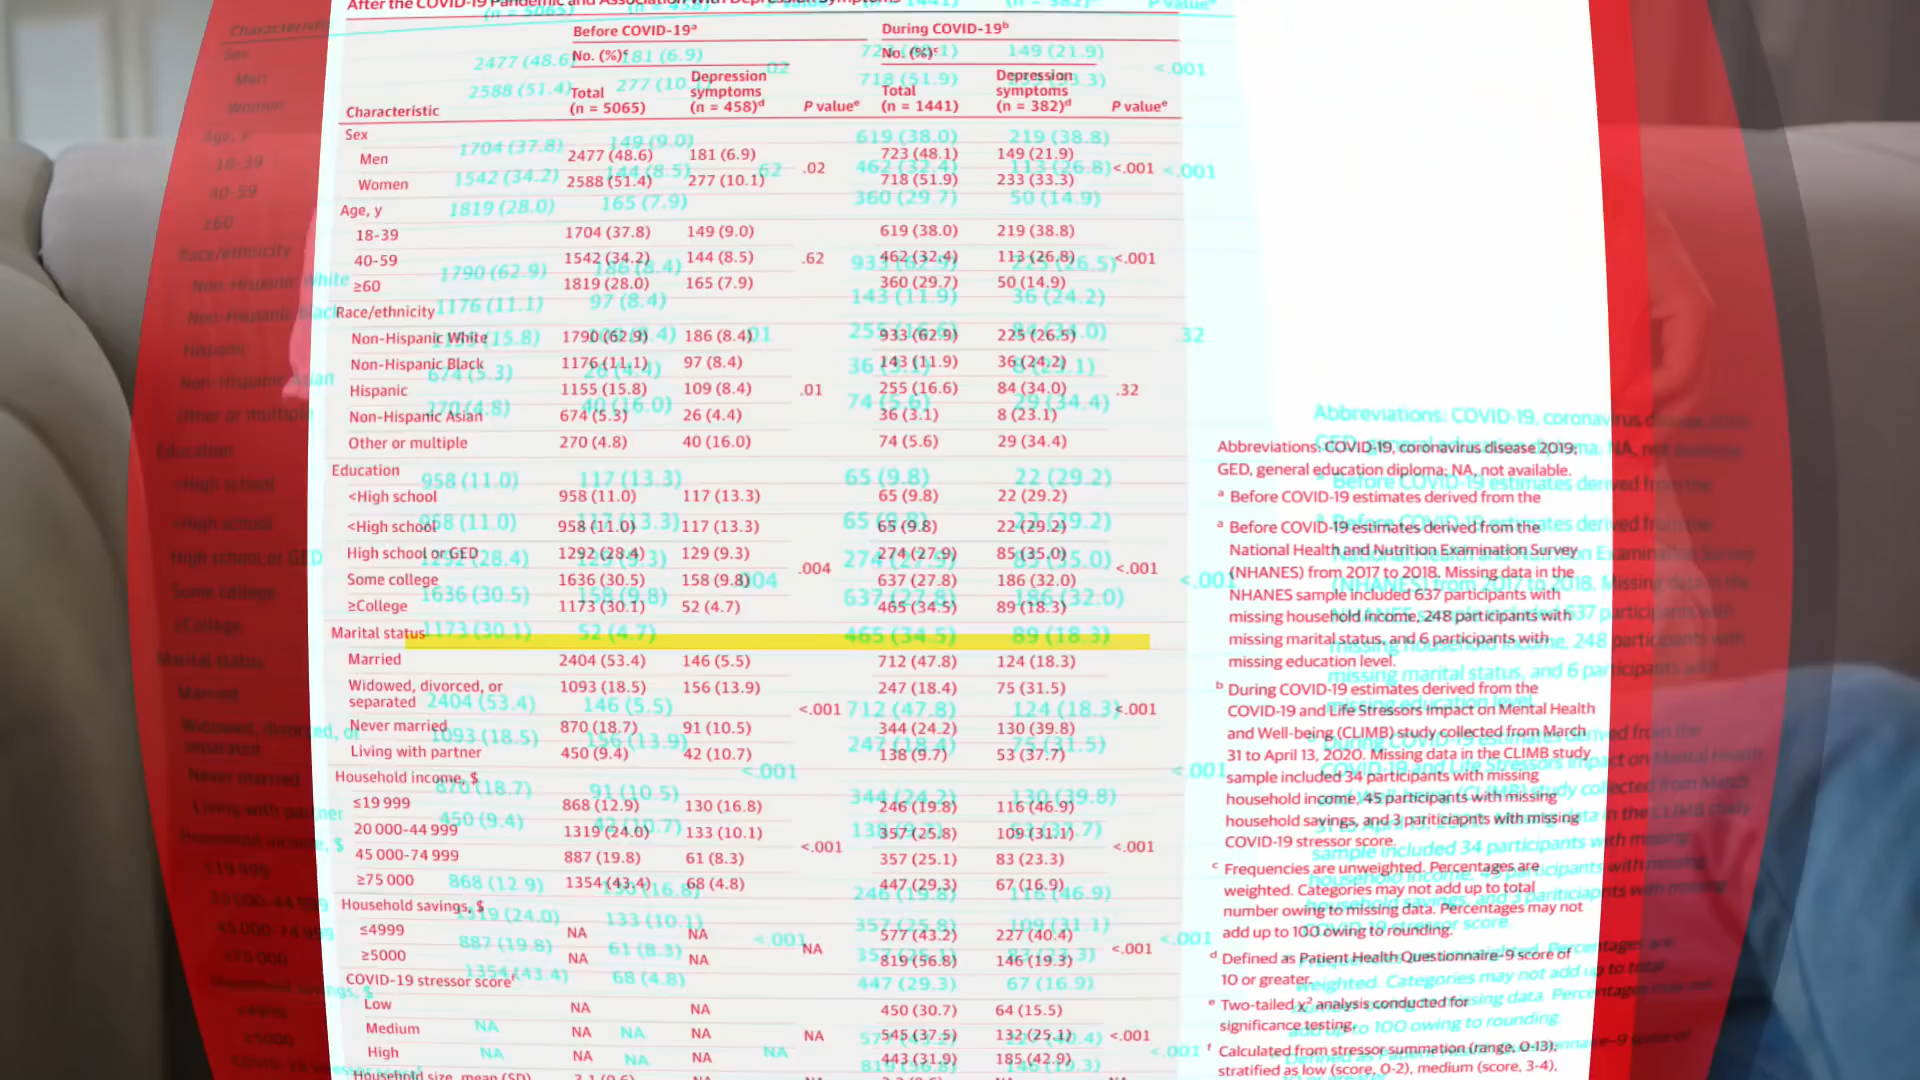 After the COVID-19 Pandemic and Association With Depression Symptoms
Before COVID-19ᵃ During COVID-19ᵇ
No. (%)ᶜ No. (%)ᶜ
Characteristic Total (n = 5065) Depression symptoms (n = 458)ᵈ P valueᵉ Total (n = 1441) Depression symptoms (n = 382)ᵈ P valueᵉ
Sex
Men 2477 (48.6) 181 (6.9) 723 (48.1) 149 (21.9)
.02 <.001
Women 2588 (51.4) 277 (10.1) 718 (51.9) 233 (33.3)
Age, y
18-39 1704 (37.8) 149 (9.0) 619 (38.0) 219 (38.8)
40-59 1542 (34.2) 144 (8.5) .62 462 (32.4) 113 (26.8) <.001
≥60 1819 (28.0) 165 (7.9) 360 (29.7) 50 (14.9)
Race/ethnicity
Non-Hispanic White 1790 (62.9) 186 (8.4) 933 (62.9) 225 (26.5)
Non-Hispanic Black 1176 (11.1) 97 (8.4) 143 (11.9) 36 (24.2)
Hispanic 1155 (15.8) 109 (8.4) .01 255 (16.6) 84 (34.0) .32
Non-Hispanic Asian 674 (5.3) 26 (4.4) 36 (3.1) 8 (23.1)
Other or multiple 270 (4.8) 40 (16.0) 74 (5.6) 29 (34.4)
Education
<High school 958 (11.0) 117 (13.3) 65 (9.8) 22 (29.2)
<High school 958 (11.0) 117 (13.3) 65 (9.8) 22 (29.2)
High school or GED 1292 (28.4) 129 (9.3) 274 (27.9) 85 (35.0)
.004 <.001
Some college 1636 (30.5) 158 (9.8) 637 (27.8) 186 (32.0)
≥College 1173 (30.1) 52 (4.7) 465 (34.5) 89 (18.3)
Marital status
Married 2404 (53.4) 146 (5.5) 712 (47.8) 124 (18.3)
Widowed, divorced, or separated 1093 (18.5) 156 (13.9) 247 (18.4) 75 (31.5)
<.001 <.001
Never married 870 (18.7) 91 (10.5) 344 (24.2) 130 (39.8)
Living with partner 450 (9.4) 42 (10.7) 138 (9.7) 53 (37.7)
Household income, $
≤19 999 868 (12.9) 130 (16.8) 246 (19.8) 116 (46.9)
20 000-44 999 1319 (24.0) 133 (10.1) 357 (25.8) 109 (31.1)
<.001 <.001
45 000-74 999 887 (19.8) 61 (8.3) 357 (25.1) 83 (23.3)
≥75 000 1354 (43.4) 68 (4.8) 447 (29.3) 67 (16.9)
Household savings, $
≤4999 NA NA 577 (43.2) 227 (40.4)
NA <.001
≥5000 NA NA 819 (56.8) 146 (19.3)
COVID-19 stressor scoreᶠ
Low NA NA 450 (30.7) 64 (15.5)
Medium NA NA NA 545 (37.5) 132 (25.1) <.001
High NA NA 443 (31.9) 185 (42.9)
Household size, mean (SD)
Abbreviations: COVID-19, coronavirus disease 2019;
GED, general education diploma; NA, not available.
ᵃ Before COVID-19 estimates derived from the
ᵃ Before COVID-19 estimates derived from the
National Health and Nutrition Examination Survey
(NHANES) from 2017 to 2018. Missing data in the
NHANES sample included 637 participants with
missing household income, 248 participants with
missing marital status, and 6 participants with
missing education level.
ᵇ During COVID-19 estimates derived from the
COVID-19 and Life Stressors Impact on Mental Health
and Well-being (CLIMB) study collected from March
31 to April 13, 2020. Missing data in the CLIMB study
sample included 34 participants with missing
household income, 45 participants with missing
household savings, and 3 pariticiapnts with missing
COVID-19 stressor score.
ᶜ Frequencies are unweighted. Percentages are
weighted. Categories may not add up to total
number owing to missing data. Percentages may not
add up to 100 owing to rounding.
ᵈ Defined as Patient Health Questionnaire-9 score of
10 or greater.
ᵉ Two-tailed χ² analysis conducted for
significance testing.
ᶠ Calculated from stressor summation (range, 0-13);
stratified as low (score, 0-2), medium (score, 3-4),